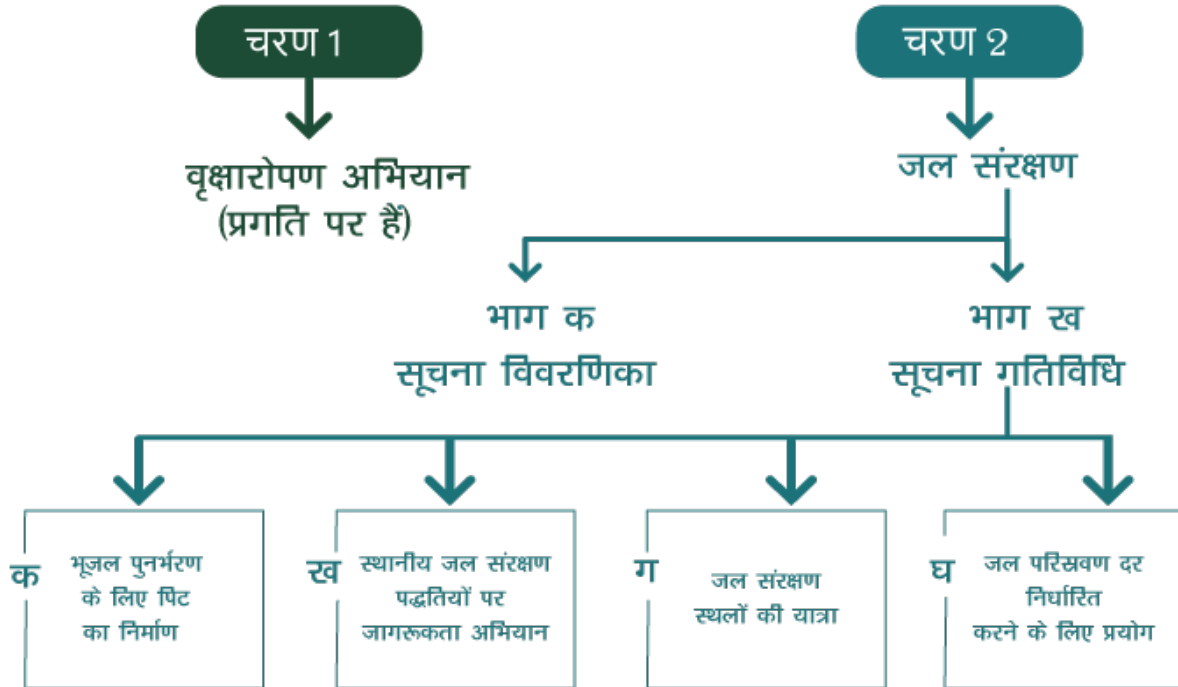 चरण 1
वृक्षारोपण अभियान
(प्रगति पर हैं)
चरण 2
जल संरक्षण
भाग क
सूचना विवरणिका
भाग ख
सूचना गतिविधि
क
भूजल पुनर्भरण
के लिए पिट
का निर्माण
ख
स्थानीय जल संरक्षण
पद्धतियों पर
जागरूकता अभियान
ग
जल संरक्षण
स्थलों की यात्रा
घ
जल परिस्रवण दर
निर्धारित
करने के लिए प्रयोग